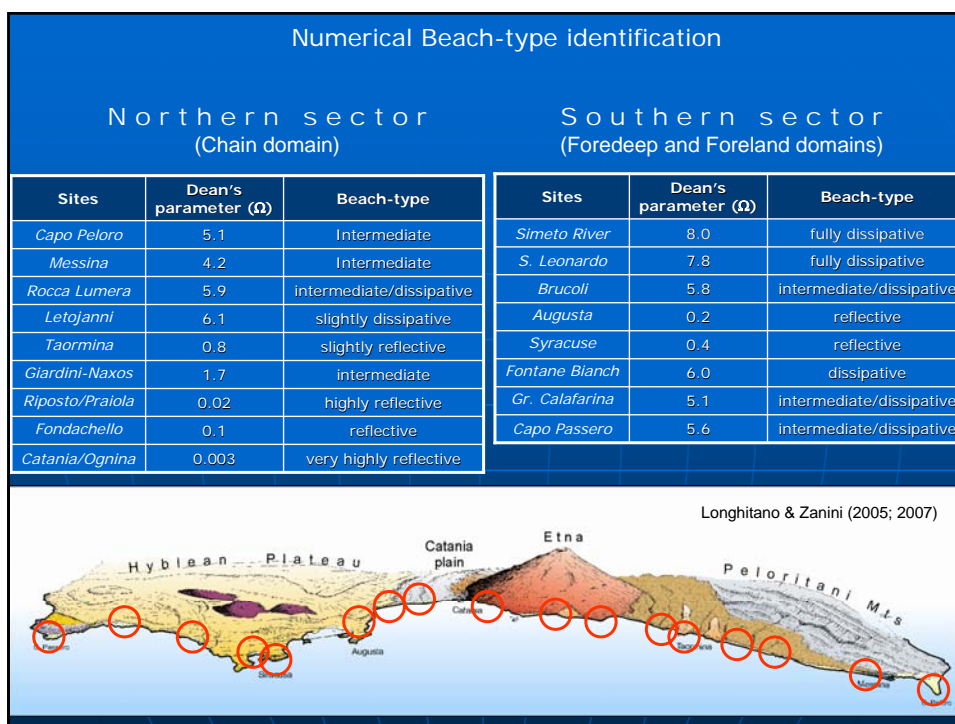 Numerical Beach-type identification
Northern sector
(Chain domain)
Sites Dean's parameter (Ω) Beach-type
Capo Peloro 5.1 Intermediate
Messina 4.2 Intermediate
Rocca Lumera 5.9 intermediate/dissipative
Letojanni 6.1 slightly dissipative
Taormina 0.8 slightly reflective
Giardini-Naxos 1.7 intermediate
Riposto/Praiola 0.02 highly reflective
Fondachello 0.1 reflective
Catania/Ognina 0.003 very highly reflective
Southern sector
(Foredeep and Foreland domains)
Sites Dean's parameter (Ω) Beach-type
Simeto River 8.0 fully dissipative
S. Leonardo 7.8 fully dissipative
Brucoli 5.8 intermediate/dissipative
Augusta 0.2 reflective
Syracuse 0.4 reflective
Fontane Bianch 6.0 dissipative
Gr. Calafarina 5.1 intermediate/dissipative
Capo Passero 5.6 intermediate/dissipative
Longhitano & Zanini (2005; 2007)
Hyblean Plateau
Catania
plain
Etna
Peloritani Mts
C. Passero
Siracusa
Augusta
Catania
Taormina
Messina
C. Peloro